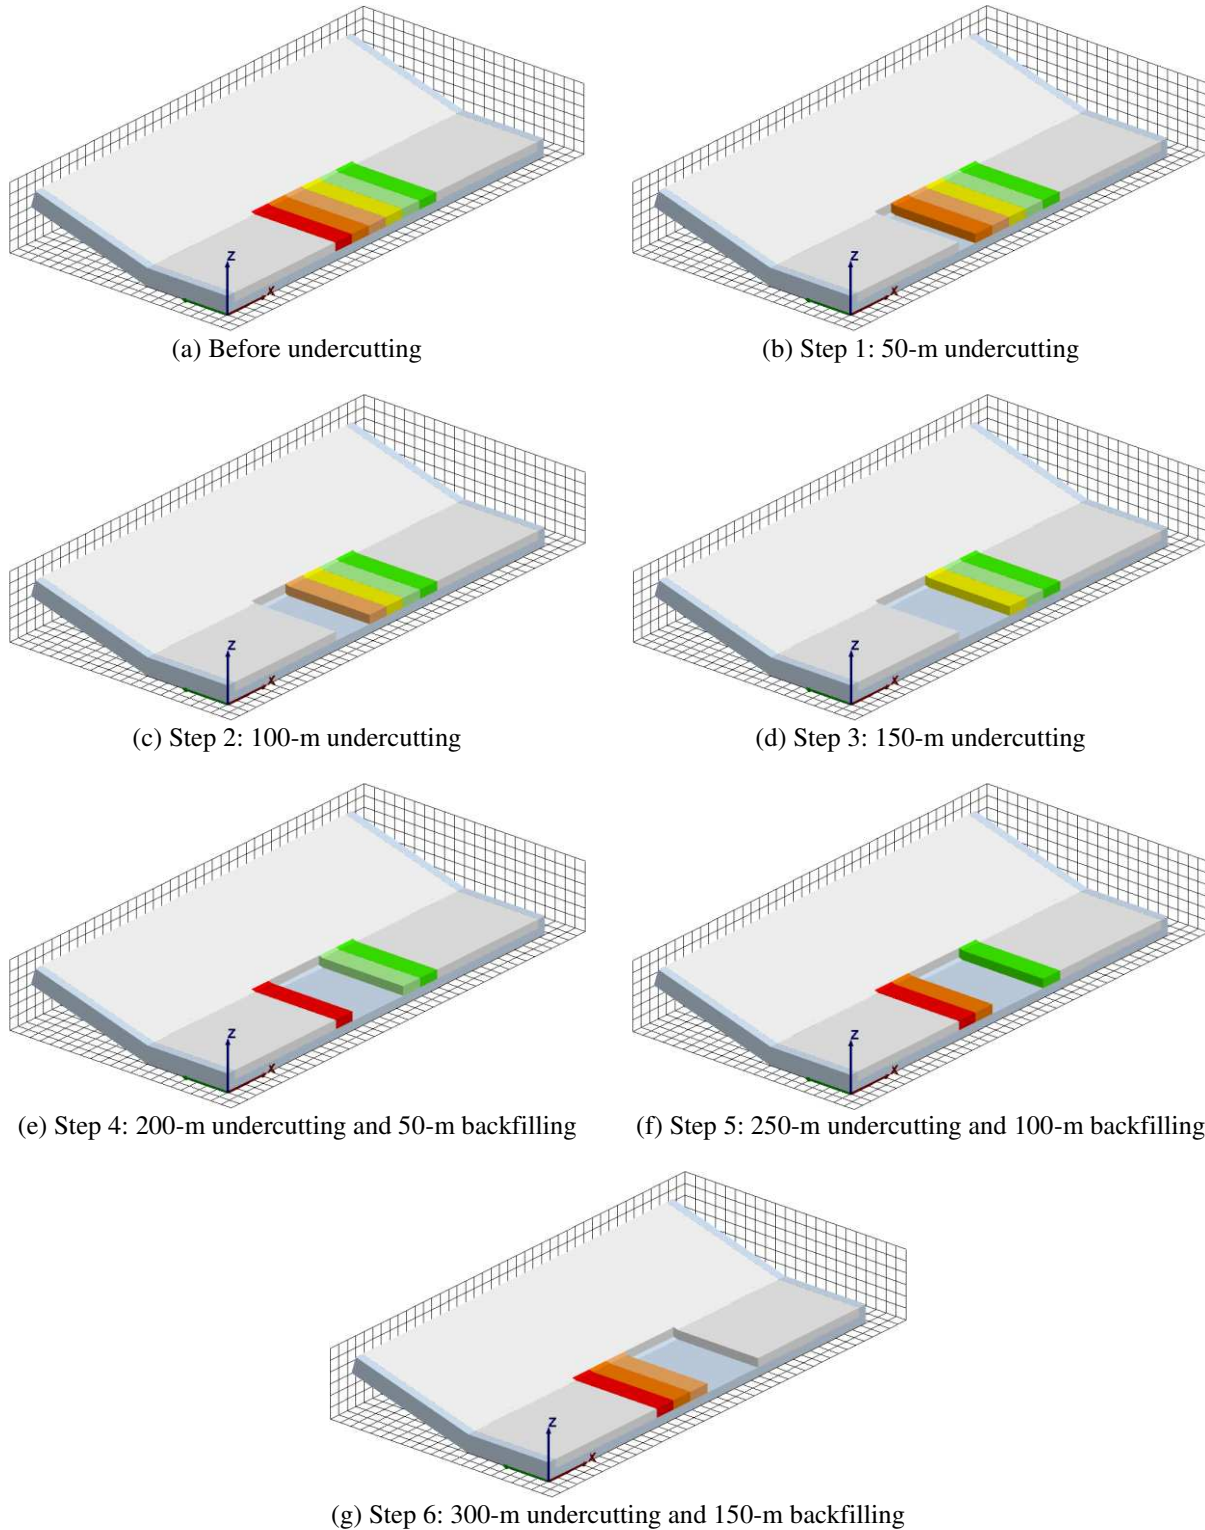 Z
X
(a) Before undercutting
Z
X
(b) Step 1: 50-m undercutting
Z
X
(c) Step 2: 100-m undercutting
Z
X
(d) Step 3: 150-m undercutting
Z
X
(e) Step 4: 200-m undercutting and 50-m backfilling
Z
X
(f) Step 5: 250-m undercutting and 100-m backfilling
Z
X
(g) Step 6: 300-m undercutting and 150-m backfilling